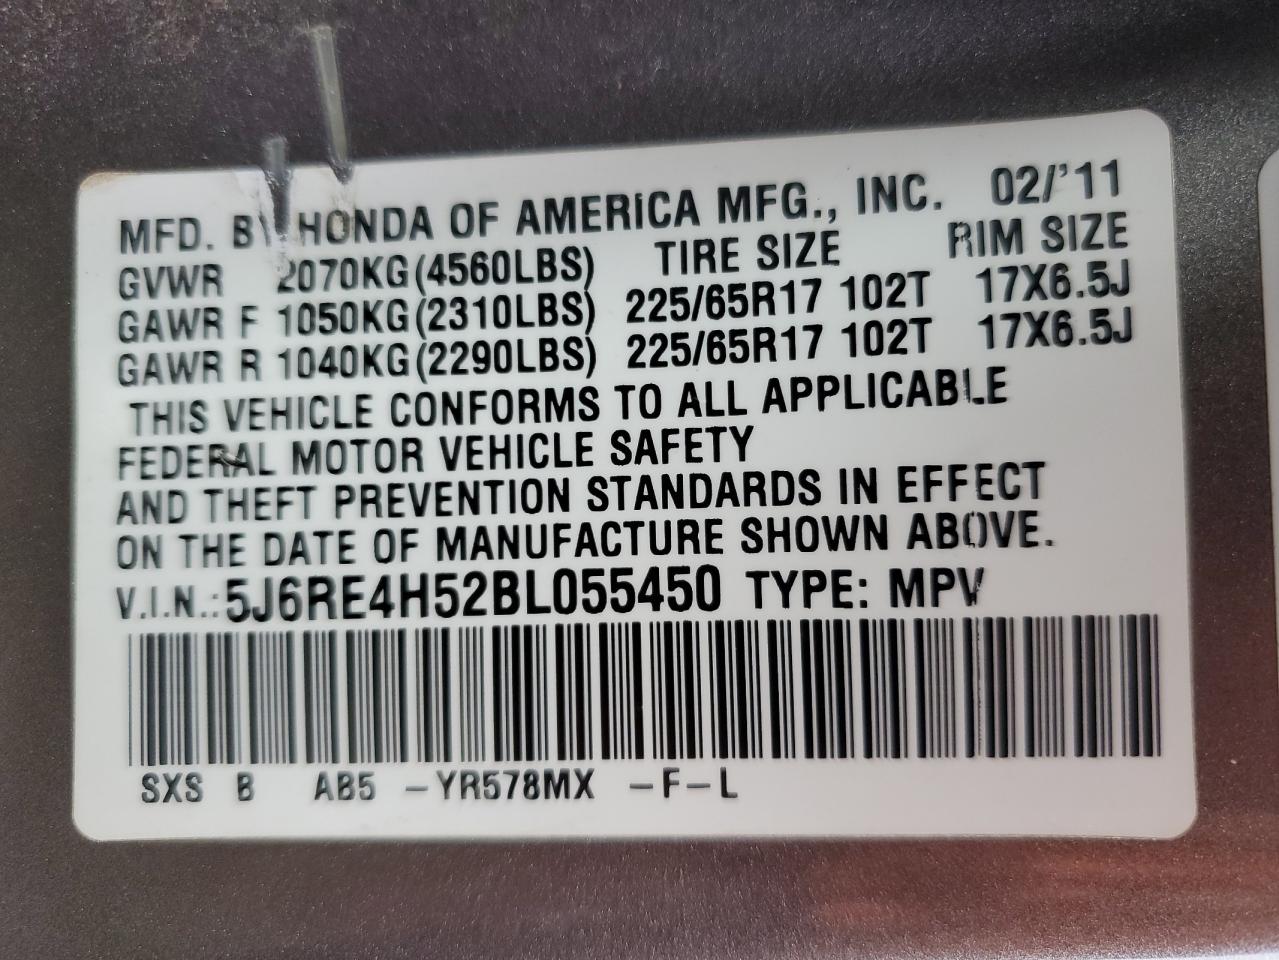 MFD. BY HONDA OF AMERICA MFG., INC. 02/'11
GVWR 2070KG(4560LBS) TIRE SIZE RIM SIZE
GAWR F 1050KG(2310LBS) 225/65R17 102T 17X6.5J
GAWR R 1040KG(2290LBS) 225/65R17 102T 17X6.5J
THIS VEHICLE CONFORMS TO ALL APPLICABLE
FEDERAL MOTOR VEHICLE SAFETY
AND THEFT PREVENTION STANDARDS IN EFFECT
ON THE DATE OF MANUFACTURE SHOWN ABOVE.
V.I.N.:5J6RE4H52BL055450 TYPE: MPV
SXS B AB5 -YR578MX -F-L